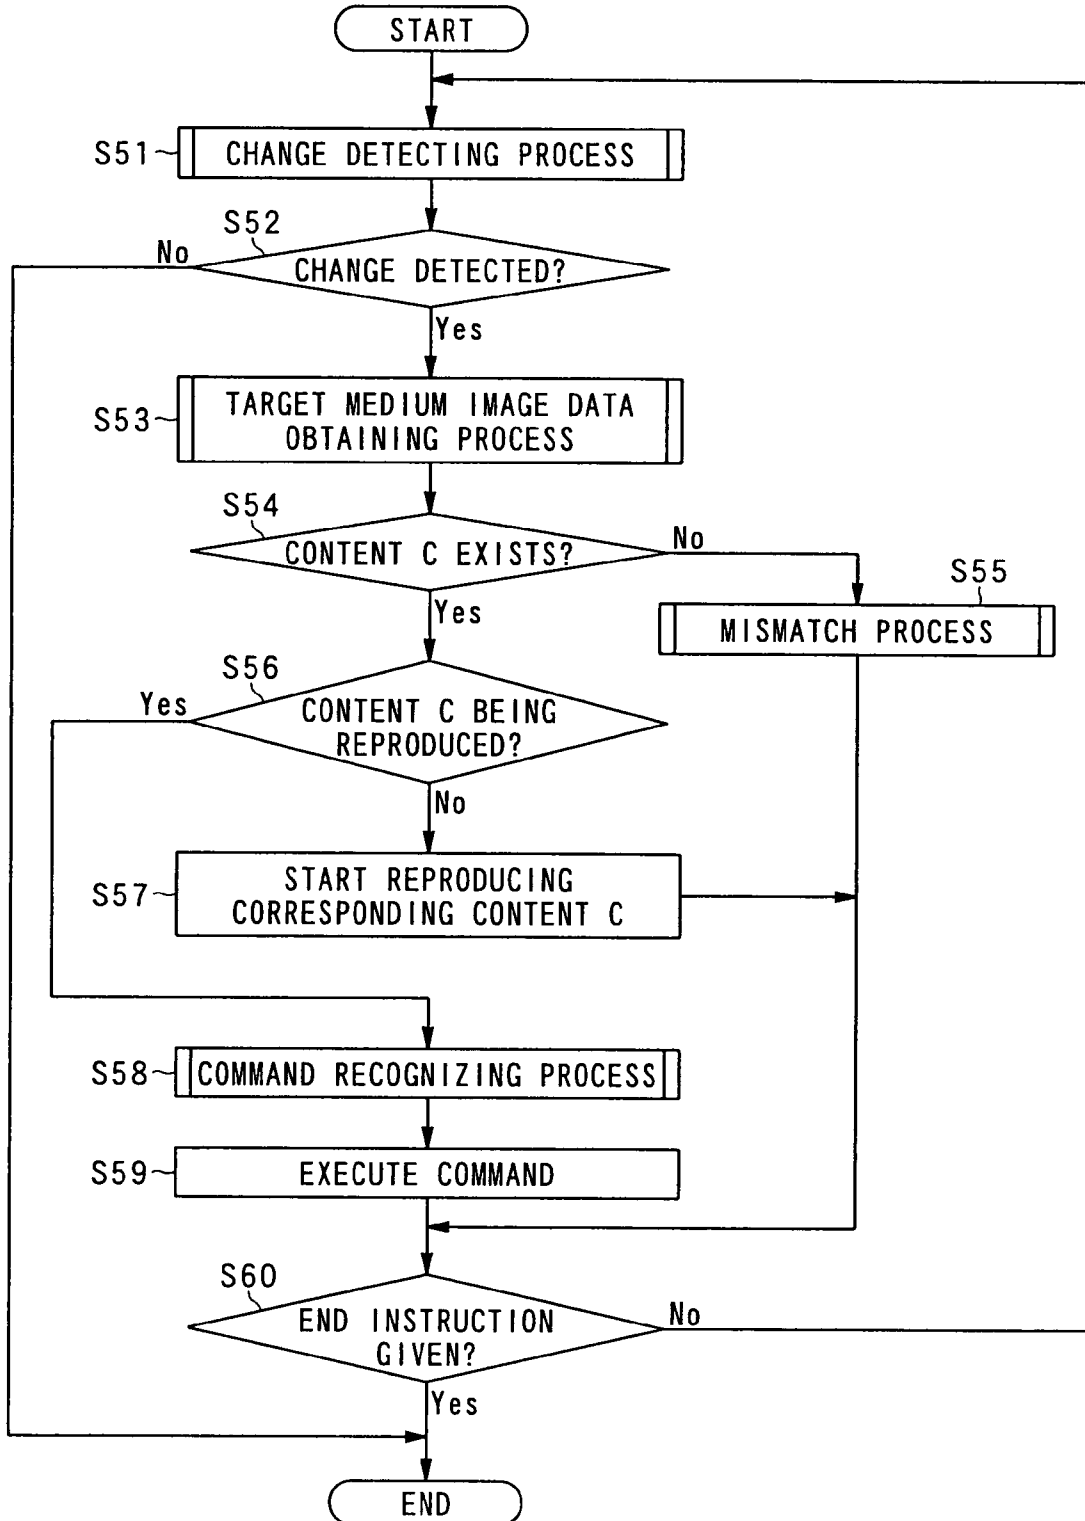 START
S51
CHANGE DETECTING PROCESS
S52
No
CHANGE DETECTED?
Yes
S53
TARGET MEDIUM IMAGE DATA
OBTAINING PROCESS
S54
CONTENT C EXISTS?
No
Yes
S55
MISMATCH PROCESS
S56
Yes
CONTENT C BEING
REPRODUCED?
No
S57
START REPRODUCING
CORRESPONDING CONTENT C
S58
COMMAND RECOGNIZING PROCESS
S59
EXECUTE COMMAND
S60
END INSTRUCTION
GIVEN?
No
Yes
END